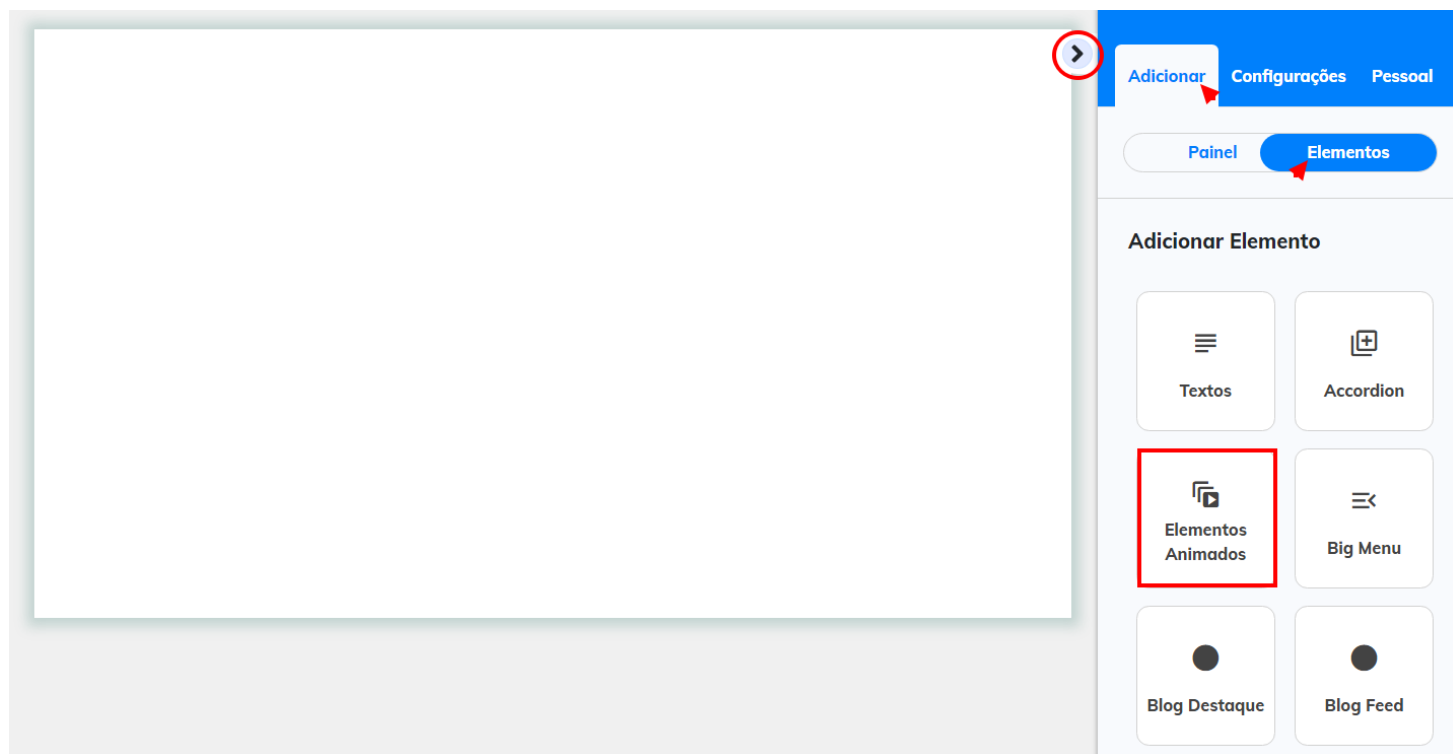 Adicionar Configurações Pessoal
Painel Elementos
Adicionar Elemento
Textos
Accordion
Elementos
Animados
Big Menu
Blog Destaque
Blog Feed